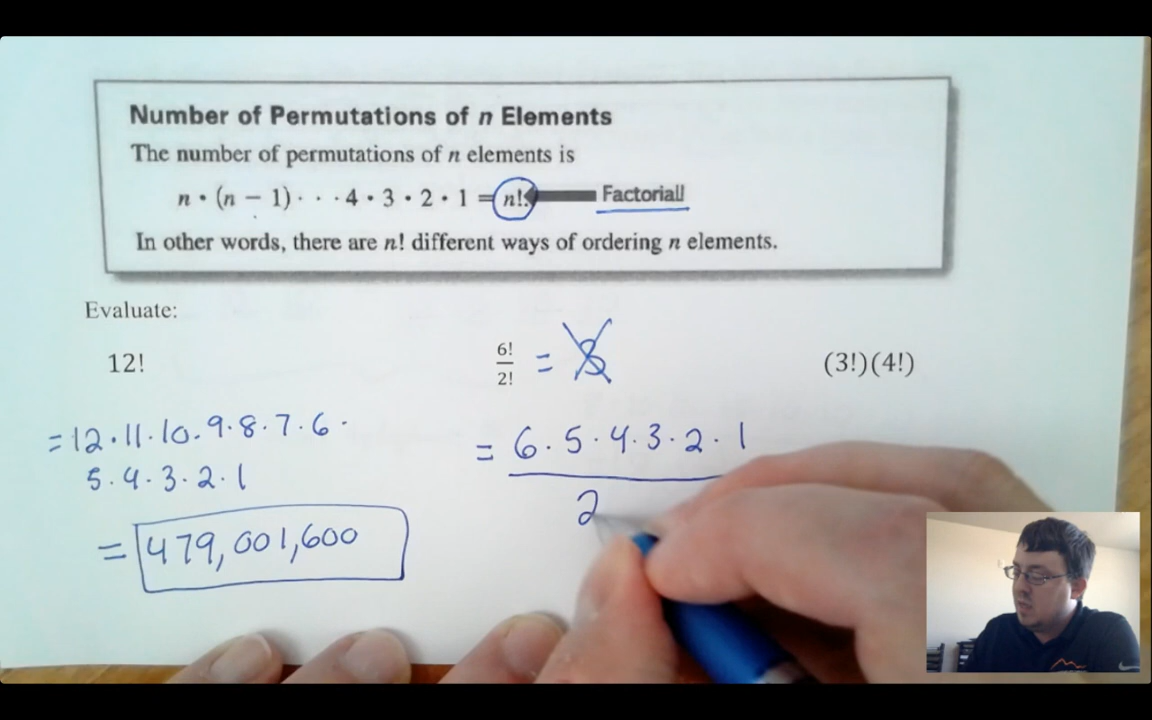 Number of Permutations of n Elements
The number of permutations of n elements is
n • (n − 1) · · · 4 • 3 • 2 • 1 = n!
Factorial!
In other words, there are n! different ways of ordering n elements.
Evaluate:
12!
6!/2! = 3
(3!)(4!)
=12·11·10·9·8·7·6·
5·4·3·2·1
= 479,001,600
= 6·5·4·3·2·1
2